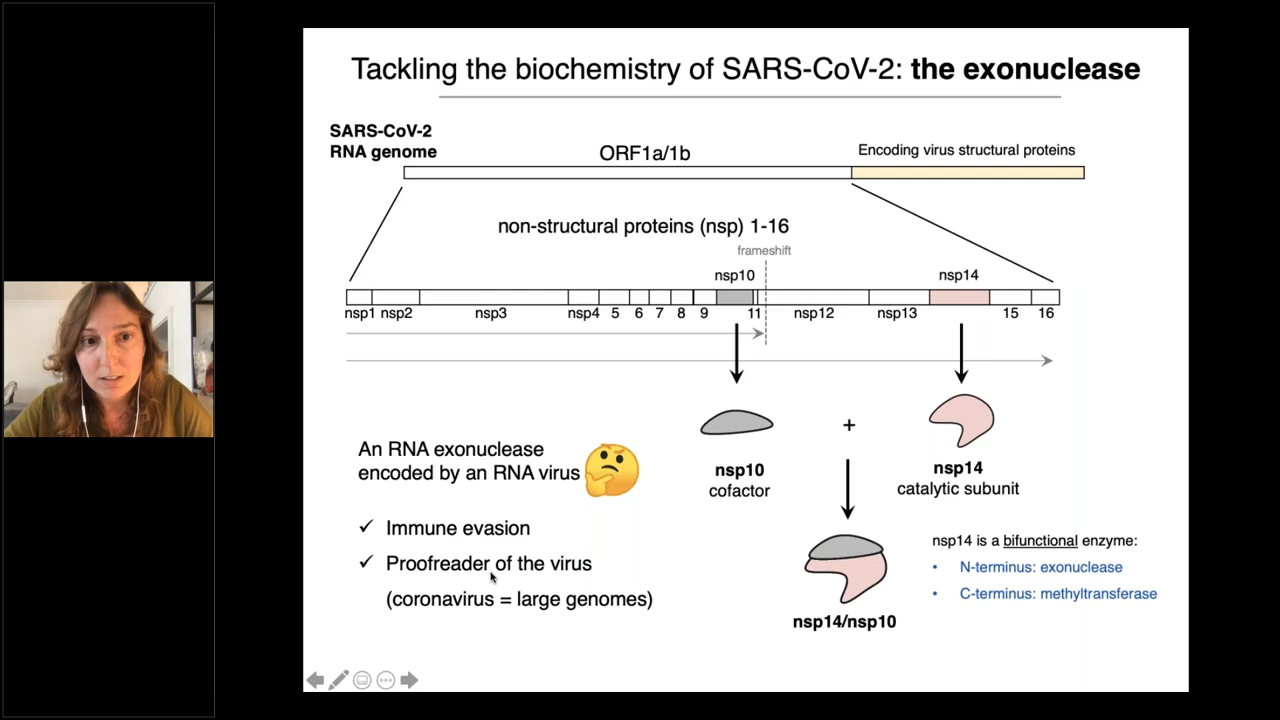 Tackling the biochemistry of SARS-CoV-2: the exonuclease
SARS-CoV-2
RNA genome
ORF1a/1b
Encoding virus structural proteins
non-structural proteins (nsp) 1-16
frameshift
nsp10
nsp14
nsp1 nsp2 nsp3 nsp4 5 6 7 8 9 11 nsp12 nsp13 15 16
An RNA exonuclease
encoded by an RNA virus
✓ Immune evasion
✓ Proofreader of the virus
(coronavirus = large genomes)
+
nsp10
cofactor
nsp14
catalytic subunit
nsp14/nsp10
nsp14 is a bifunctional enzyme:
• N-terminus: exonuclease
• C-terminus: methyltransferase